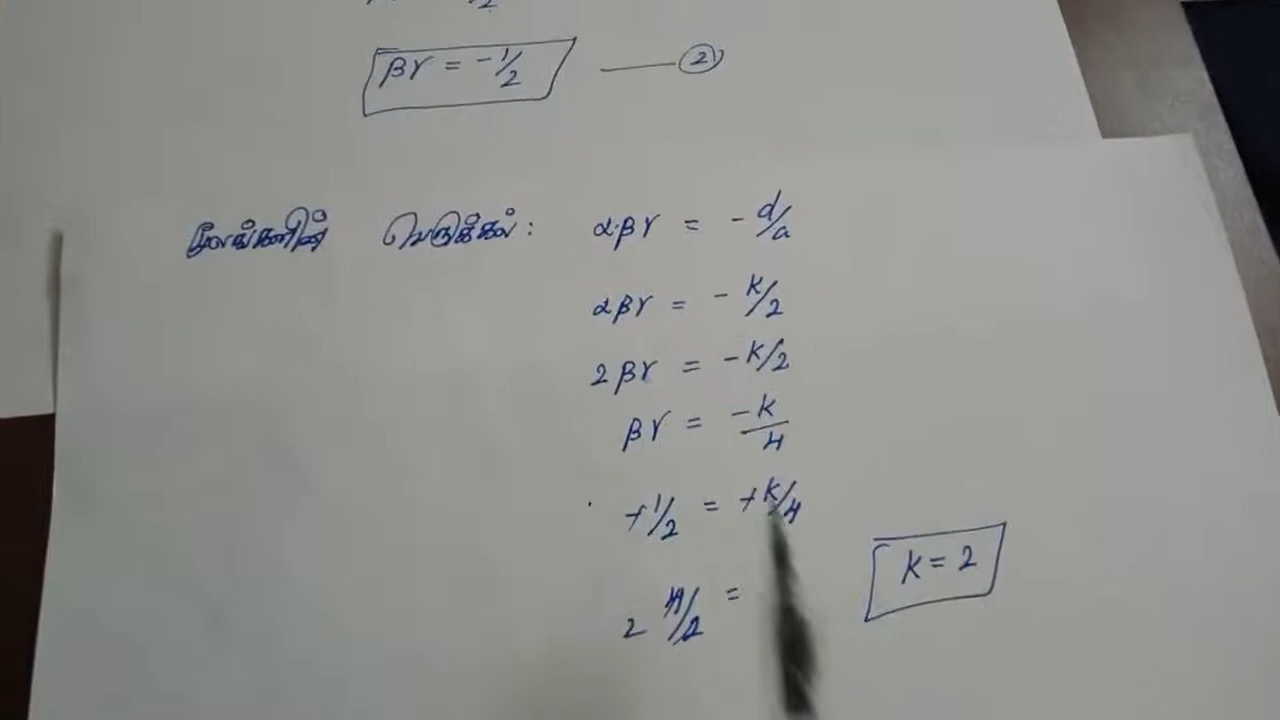 βγ = -1/2 —— ②
மூலங்களின் பெருக்கல் : αβγ = - d/a
αβγ = - k/2
2βγ = -k/2
βγ = -k/4
+1/2 = +k/4
2 4/2 =
k = 2